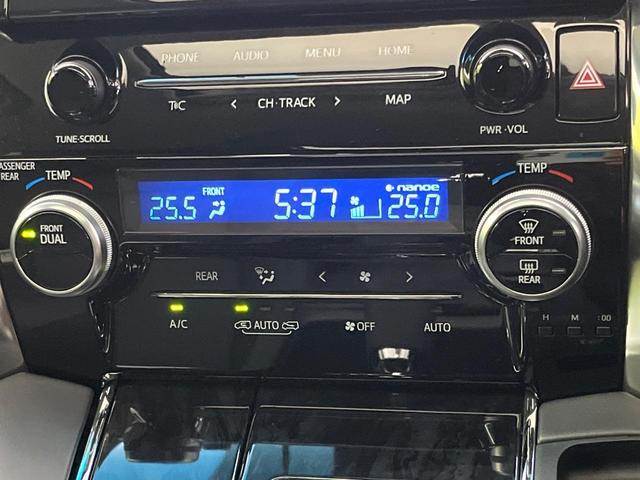 PHONE AUDIO MENU HOME
T C < CH·TRACK > MAP
TUNE·SCROLL
PWR·VOL
PASSENGER
REAR
TEMP
TEMP
FRONT
nanoe
25.5 5:37 25.0
FRONT
DUAL
FRONT
REAR
REAR < >
A/C AUTO OFF AUTO
H M :00